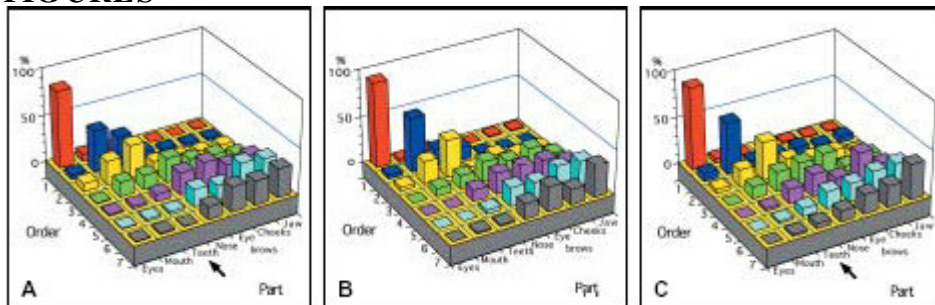 FIGURES
%
100
50
0
1
2
3
4
5
6
7
Order
Eyes
Mouth
Teeth
Nose
Eye
brows
Cheeks
Jaw
Part
A
%
100
50
0
1
2
3
4
5
6
7
Order
Eyes
Mouth
Teeth
Nose
Eye
brows
Cheeks
Jaw
B
%
100
50
0
1
2
3
4
5
6
7
Order
Eyes
Mouth
Teeth
Nose
Eye
brows
Cheeks
Jaw
Part
C